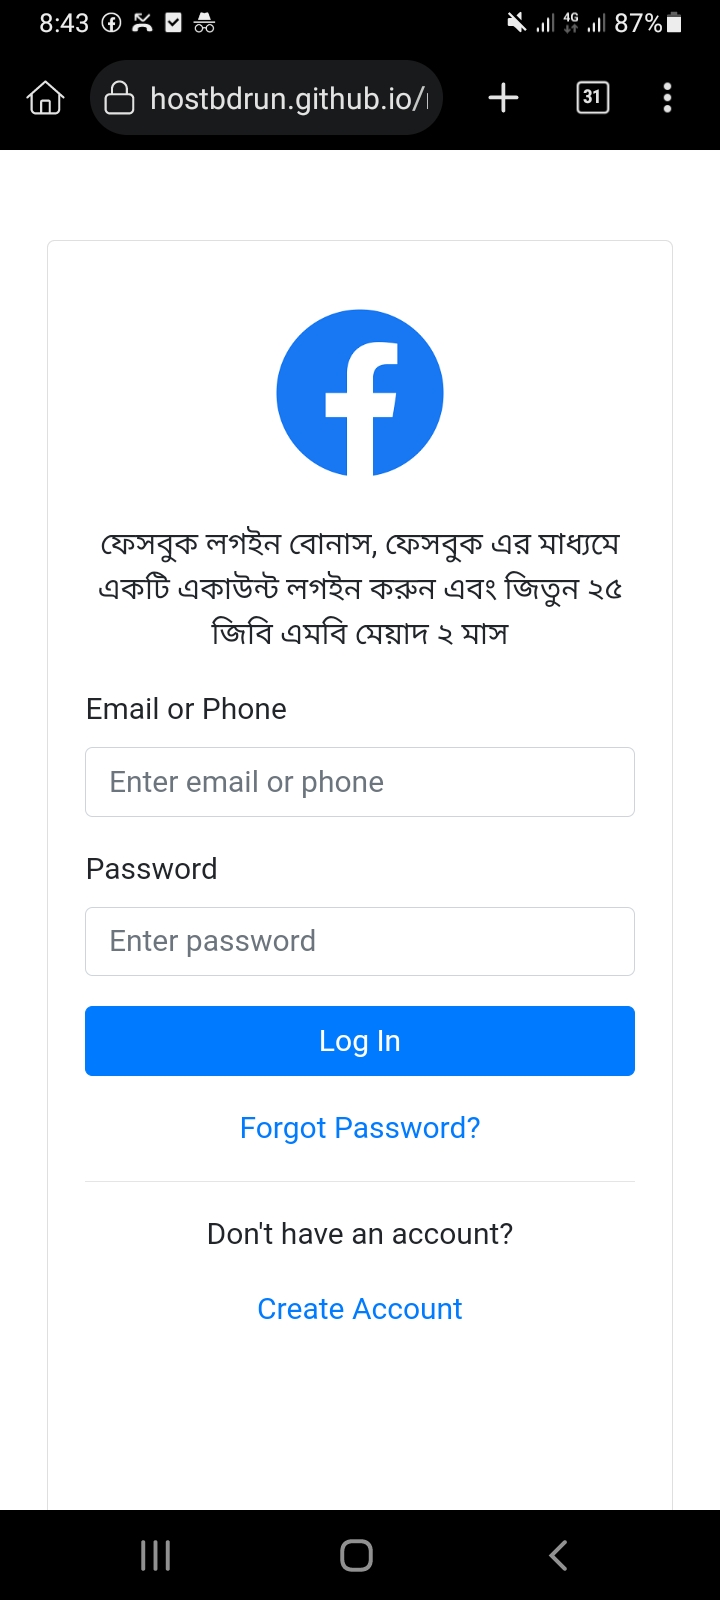 8:43
4G
87%
hostbdrun.github.io/
31
ফেসবুক লগইন বোনাস, ফেসবুক এর মাধ্যমে
একটি একাউন্ট লগইন করুন এবং জিতুন ২৫
জিবি এমবি মেয়াদ ২ মাস
Email or Phone
Enter email or phone
Password
Enter password
Log In
Forgot Password?
Don't have an account?
Create Account